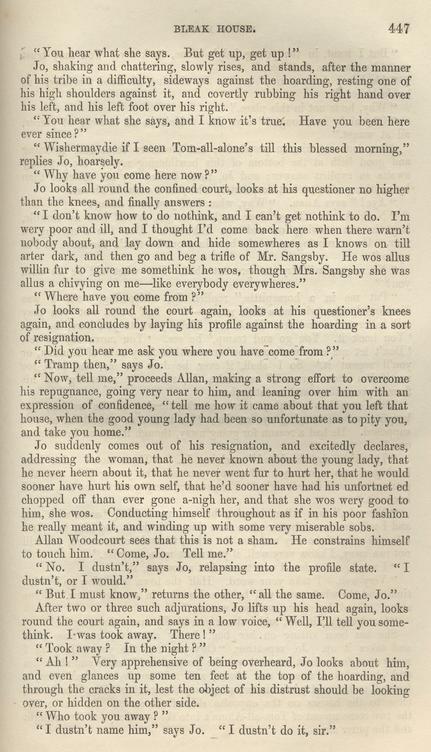 BLEAK HOUSE. 447
“You hear what she says. But get up, get up!”
Jo, shaking and chattering, slowly rises, and stands, after the manner
of his tribe in a difficulty, sideways against the hoarding, resting one of
his high shoulders against it, and covertly rubbing his right hand over
his left, and his left foot over his right.
“You hear what she says, and I know it's true. Have you been here
ever since?”
“Wishermaydie if I seen Tom-all-alone's till this blessed morning,”
replies Jo, hoarsely.
“Why have you come here now?”
Jo looks all round the confined court, looks at his questioner no higher
than the knees, and finally answers:
“I don't know how to do nothink, and I can't get nothink to do. I'm
wery poor and ill, and I thought I'd come back here when there warn't
nobody about, and lay down and hide somewheres as I knows on till
arter dark, and then go and beg a trifle of Mr. Sangsby. He wos allus
willin fur to give me somethink he wos, though Mrs. Sangsby she was
allus a chivying on me—like everybody everywheres.”
“Where have you come from?”
Jo looks all round the court again, looks at his questioner's knees
again, and concludes by laying his profile against the hoarding in a sort
of resignation.
“Did you hear me ask you where you have come from?”
“Tramp then,” says Jo.
“Now, tell me,” proceeds Allan, making a strong effort to overcome
his repugnance, going very near to him, and leaning over him with an
expression of confidence, “tell me how it came about that you left that
house, when the good young lady had been so unfortunate as to pity you,
and take you home.”
Jo suddenly comes out of his resignation, and excitedly declares,
addressing the woman, that he never known about the young lady, that
he never heern about it, that he never went fur to hurt her, that he would
sooner have hurt his own self, that he'd sooner have had his unfortnet ed
chopped off than ever gone a-nigh her, and that she wos wery good to
him, she wos. Conducting himself throughout as if in his poor fashion
he really meant it, and winding up with some very miserable sobs.
Allan Woodcourt sees that this is not a sham. He constrains himself
to touch him. “Come, Jo. Tell me.”
“No. I dustn't,” says Jo, relapsing into the profile state. “I
dustn't, or I would.”
“But I must know,” returns the other, “all the same. Come, Jo.”
After two or three such adjurations, Jo lifts up his head again, looks
round the court again, and says in a low voice, “Well, I'll tell you some-
think. I was took away. There!”
“Took away? In the night?”
“Ah!” Very apprehensive of being overheard, Jo looks about him,
and even glances up some ten feet at the top of the hoarding, and
through the cracks in it, lest the object of his distrust should be looking
over, or hidden on the other side.
“Who took you away?”
“I dustn't name him,” says Jo. “I dustn't do it, sir.”